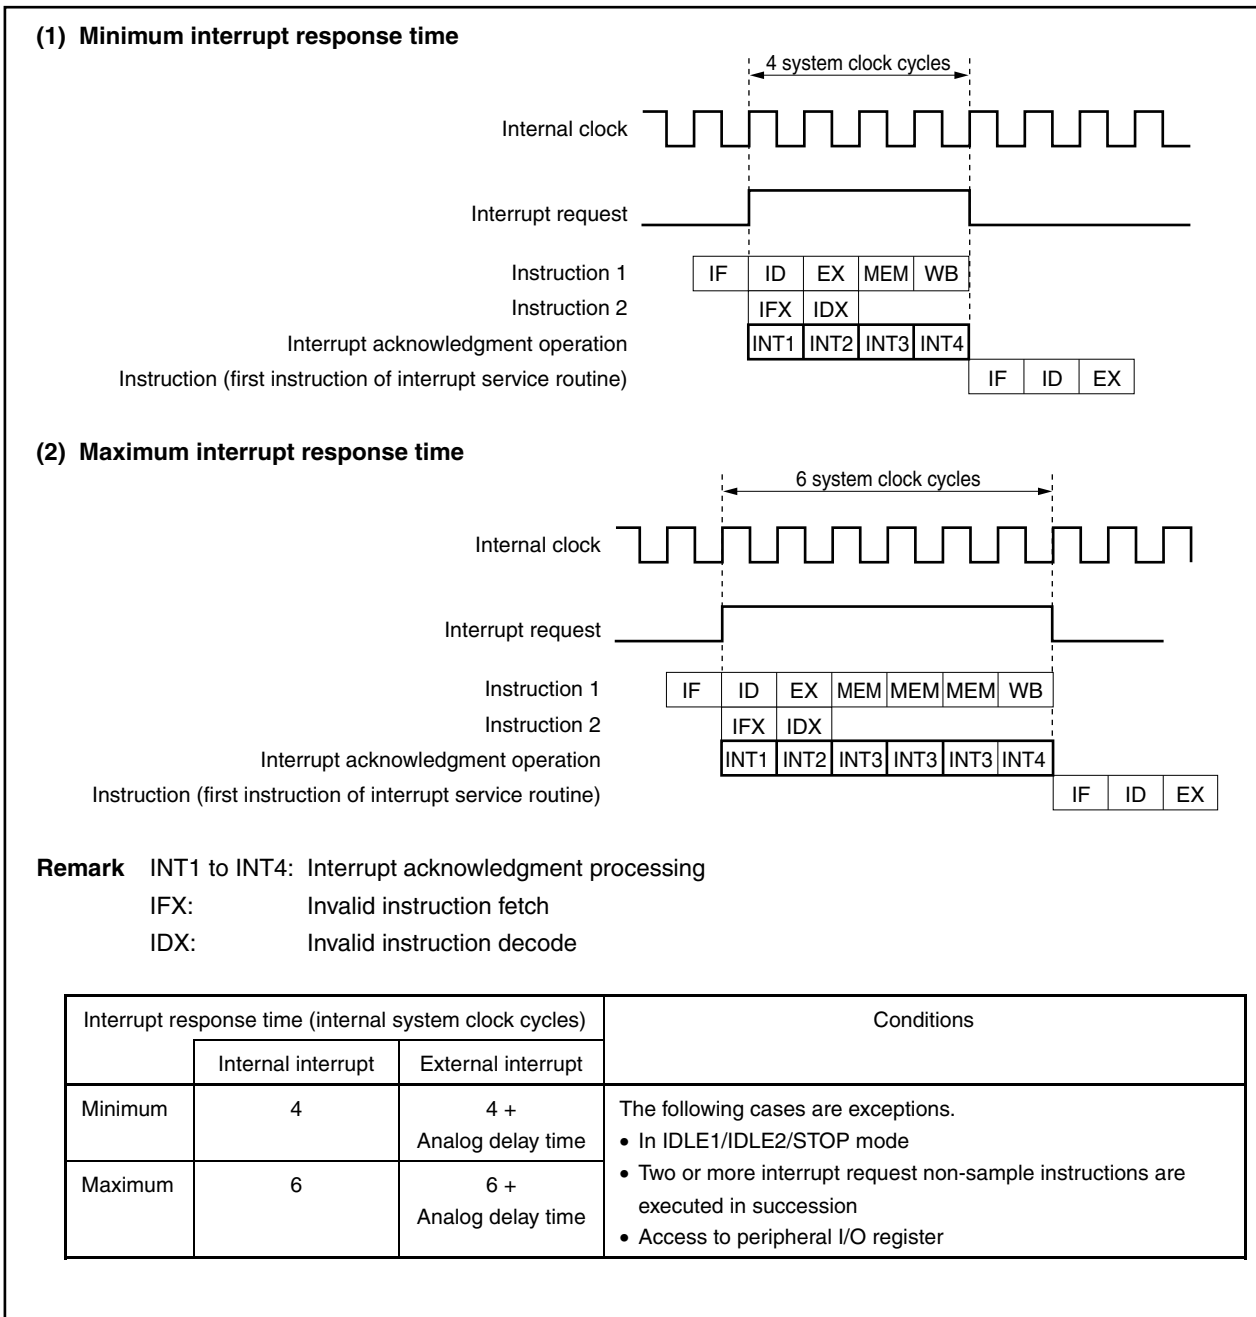 (1) Minimum interrupt response time
4 system clock cycles
Internal clock
Interrupt request
Instruction 1 IF ID EX MEM WB
Instruction 2 IFX IDX
Interrupt acknowledgment operation INT1 INT2 INT3 INT4
Instruction (first instruction of interrupt service routine) IF ID EX
(2) Maximum interrupt response time
6 system clock cycles
Internal clock
Interrupt request
Instruction 1 IF ID EX MEM MEM MEM WB
Instruction 2 IFX IDX
Interrupt acknowledgment operation INT1 INT2 INT3 INT3 INT3 INT4
Instruction (first instruction of interrupt service routine) IF ID EX
Remark INT1 to INT4: Interrupt acknowledgment processing
IFX: Invalid instruction fetch
IDX: Invalid instruction decode
Interrupt response time (internal system clock cycles) Conditions
Internal interrupt External interrupt
Minimum 4 4 +
Analog delay time
Maximum 6 6 +
Analog delay time
The following cases are exceptions.
• In IDLE1/IDLE2/STOP mode
• Two or more interrupt request non-sample instructions are
executed in succession
• Access to peripheral I/O register